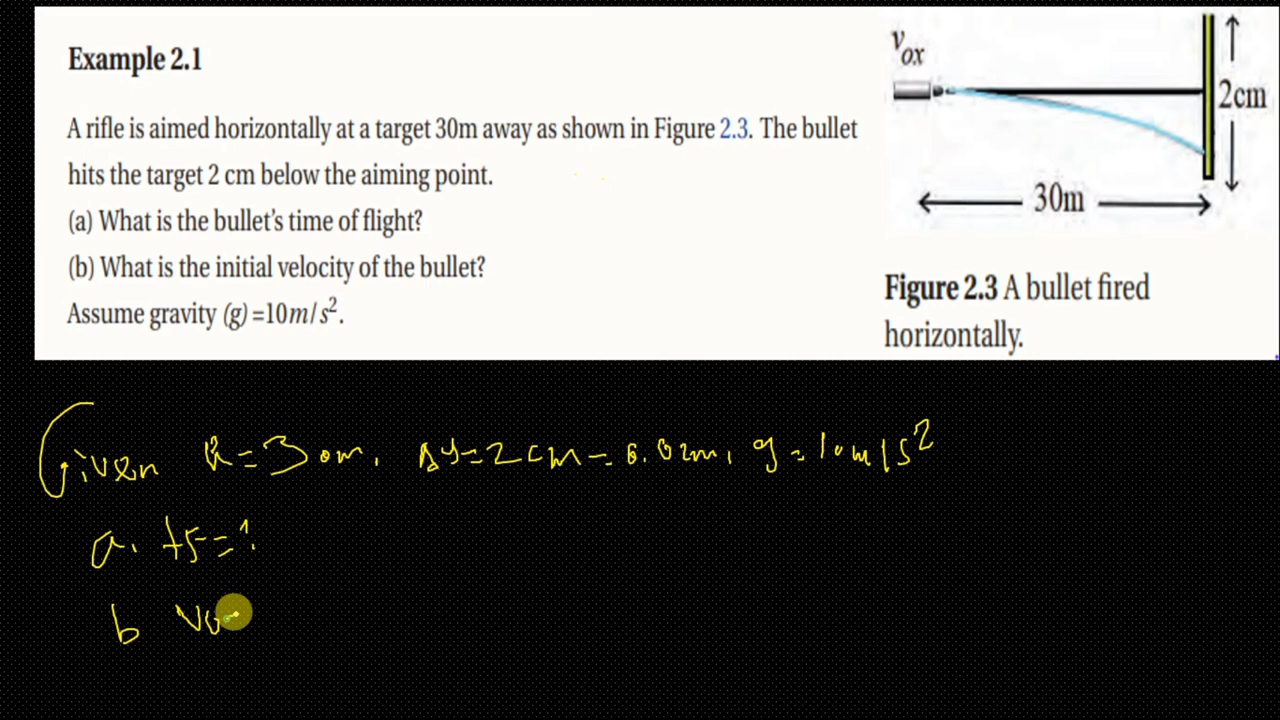 Example 2.1
A rifle is aimed horizontally at a target 30m away as shown in Figure 2.3. The bullet
hits the target 2 cm below the aiming point.
(a) What is the bullet's time of flight?
(b) What is the initial velocity of the bullet?
Assume gravity (g) =10m/s².
v₀ₓ
2cm
30m
Figure 2.3 A bullet fired
horizontally.
Given R=30m, Δy=2cm=0.02m, g=10m/s²
a. tf=?
b V0